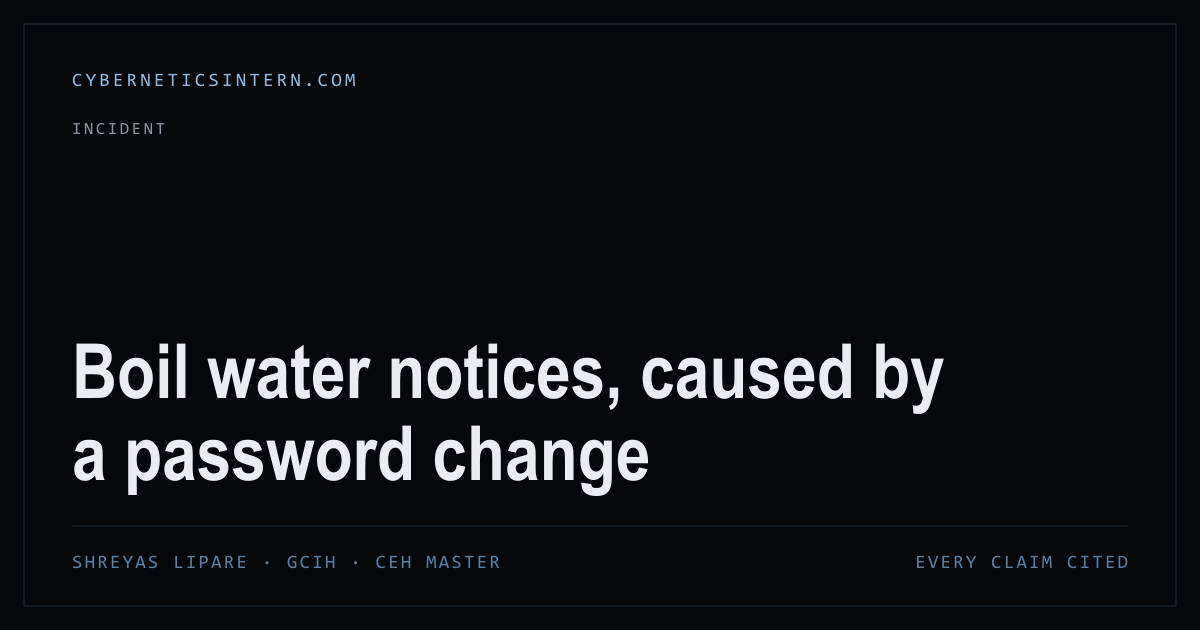 CYBERNETICSINTERN.COM
INCIDENT
Boil water notices, caused by
a password change
SHREYAS LIPARE · GCIH · CEH MASTER
EVERY CLAIM CITED